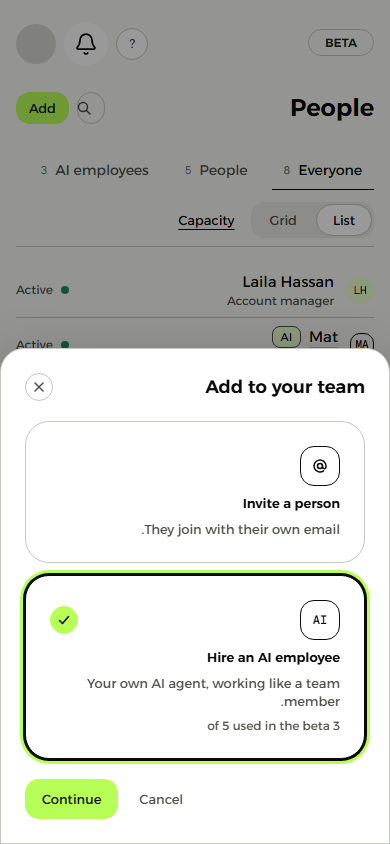 ?
BETA
Add
People
3 AI employees
5 People
8 Everyone
Capacity
Grid
List
Active
Laila Hassan
LH
Account manager
Active
AI
Mat
MA
Add to your team
@
Invite a person
.They join with their own email
AI
Hire an AI employee
Your own AI agent, working like a team
.member
of 5 used in the beta 3
Continue
Cancel